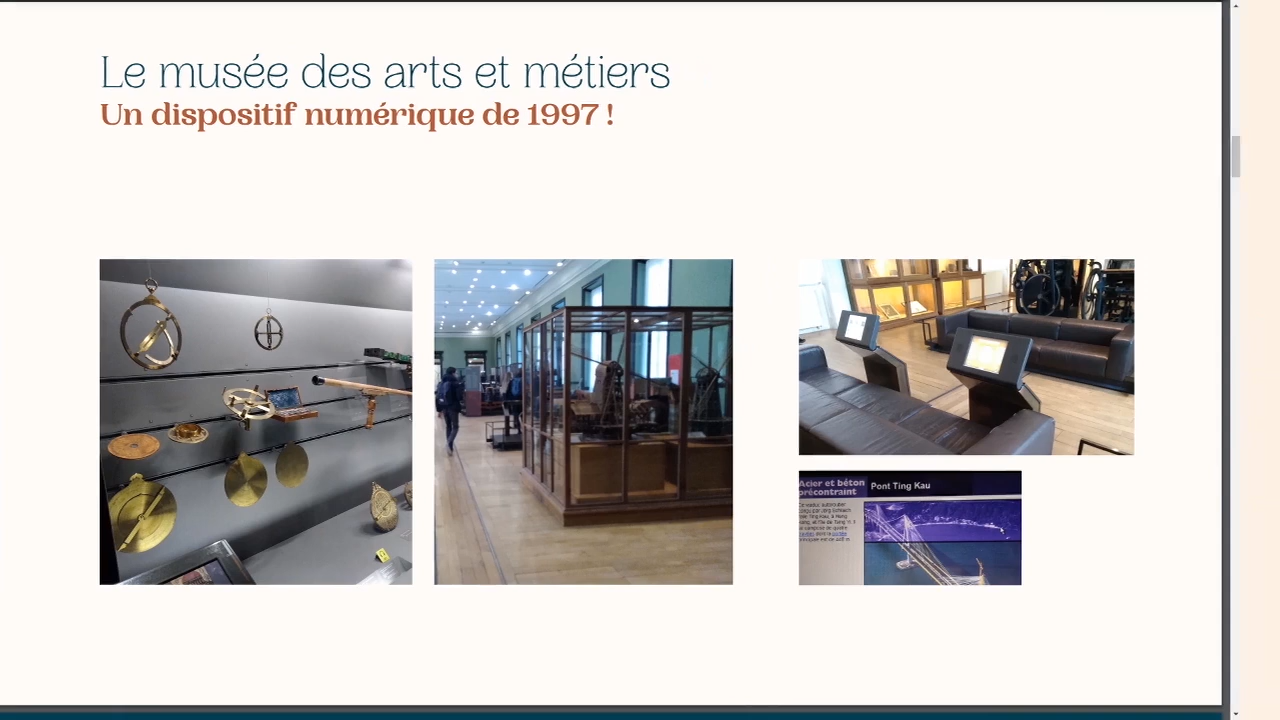 Le musée des arts et métiers
Un dispositif numérique de 1997 !
Acier et béton
précontraint
Pont Ting Kau